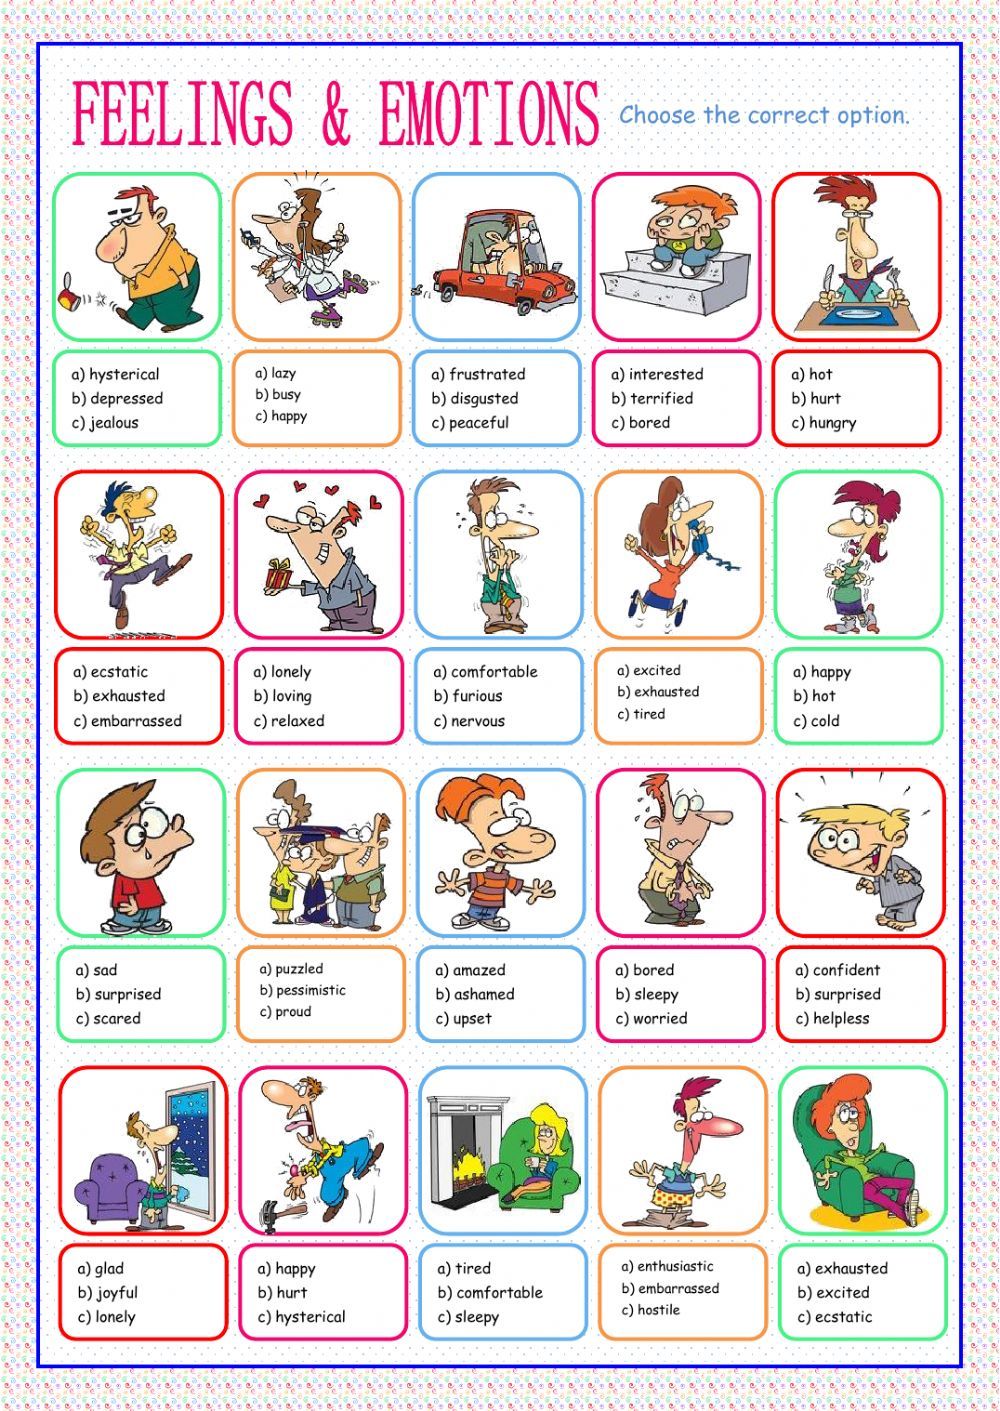 FEELINGS & EMOTIONS
Choose the correct option.
a) hysterical
b) depressed
c) jealous
a) lazy
b) busy
c) happy
a) frustrated
b) disgusted
c) peaceful
a) interested
b) terrified
c) bored
a) hot
b) hurt
c) hungry
a) ecstatic
b) exhausted
c) embarrassed
a) lonely
b) loving
c) relaxed
a) comfortable
b) furious
c) nervous
a) excited
b) exhausted
c) tired
a) happy
b) hot
c) cold
a) sad
b) surprised
c) scared
a) puzzled
b) pessimistic
c) proud
a) amazed
b) ashamed
c) upset
a) bored
b) sleepy
c) worried
a) confident
b) surprised
c) helpless
a) glad
b) joyful
c) lonely
a) happy
b) hurt
c) hysterical
a) tired
b) comfortable
c) sleepy
a) enthusiastic
b) embarrassed
c) hostile
a) exhausted
b) excited
c) ecstatic